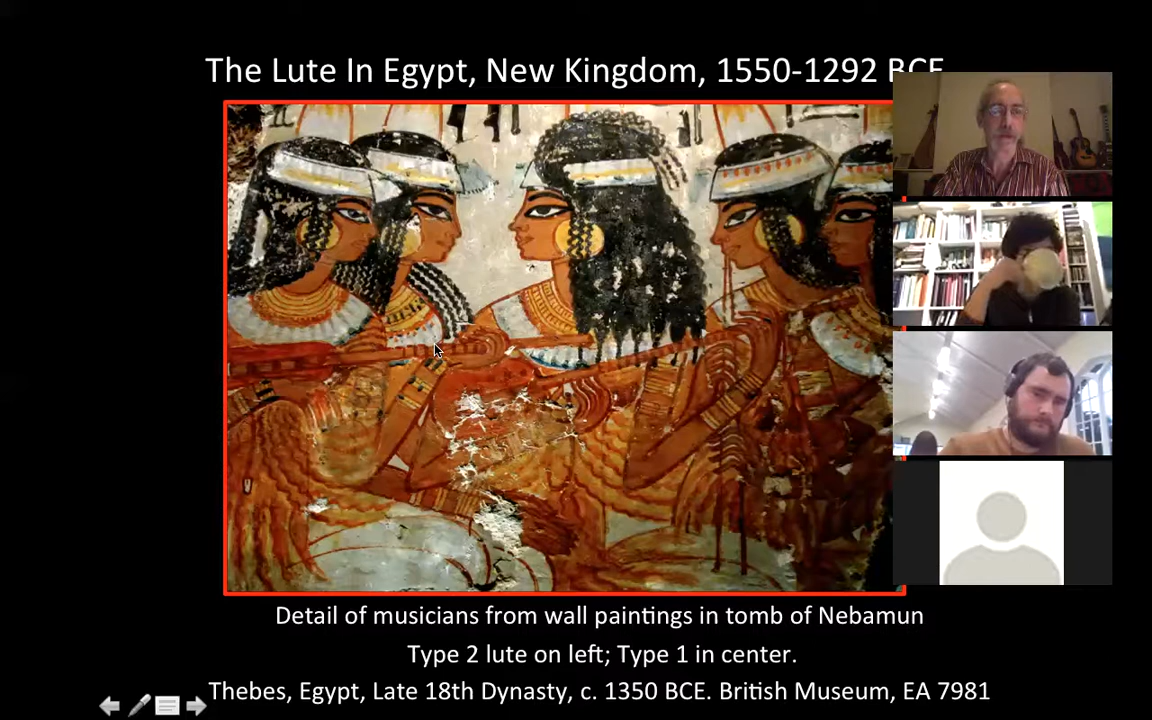 The Lute In Egypt, New Kingdom, 1550-1292 BCE
Detail of musicians from wall paintings in tomb of Nebamun
Type 2 lute on left; Type 1 in center.
Thebes, Egypt, Late 18th Dynasty, c. 1350 BCE. British Museum, EA 7981